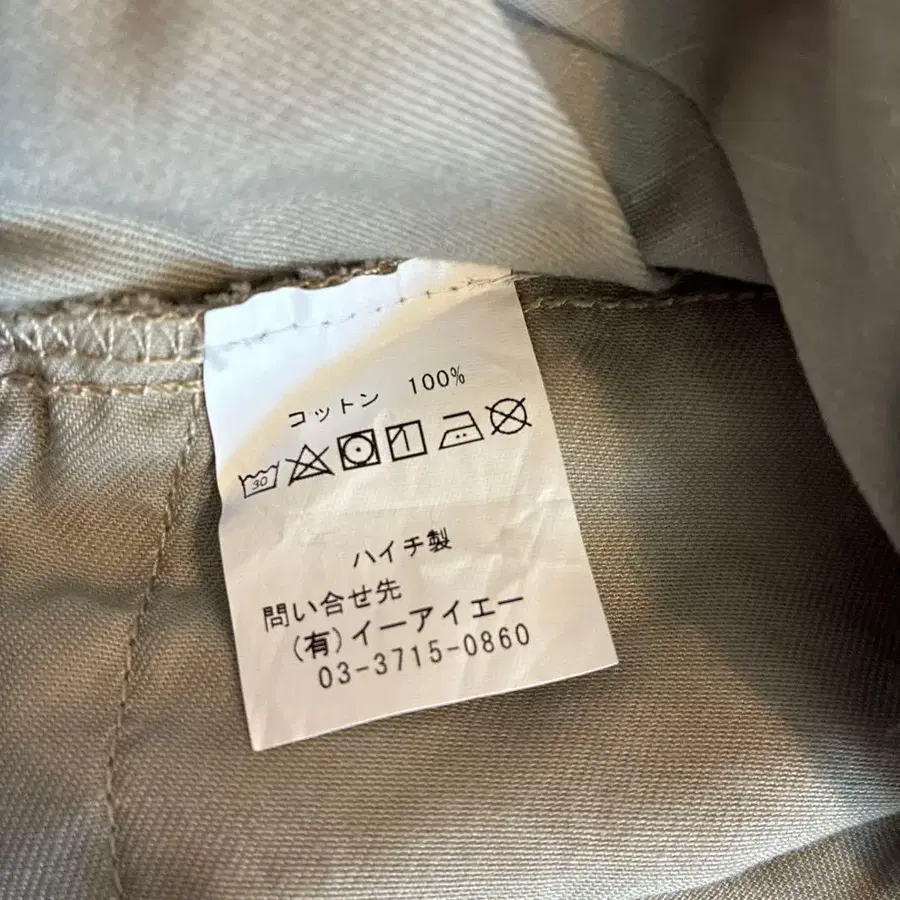 コットン 100%
30
ハイチ製
問い合せ先
(有)イーアイエー
03-3715-0860